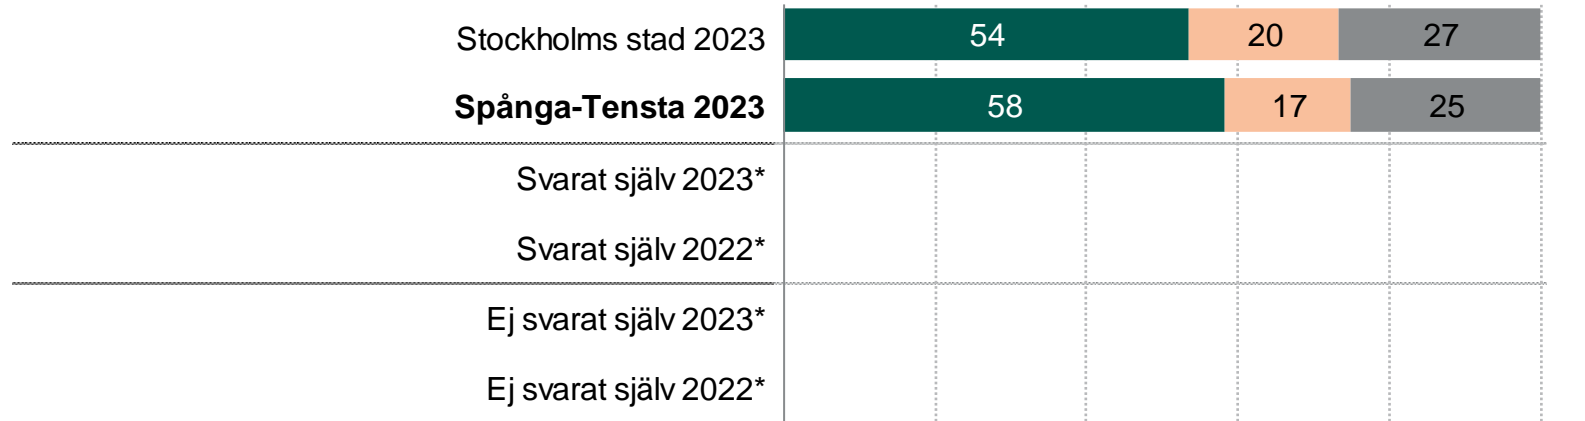 Stockholms stad 2023 54 20 27
Spånga-Tensta 2023 58 17 25
Svarat själv 2023*
Svarat själv 2022*
Ej svarat själv 2023*
Ej svarat själv 2022*